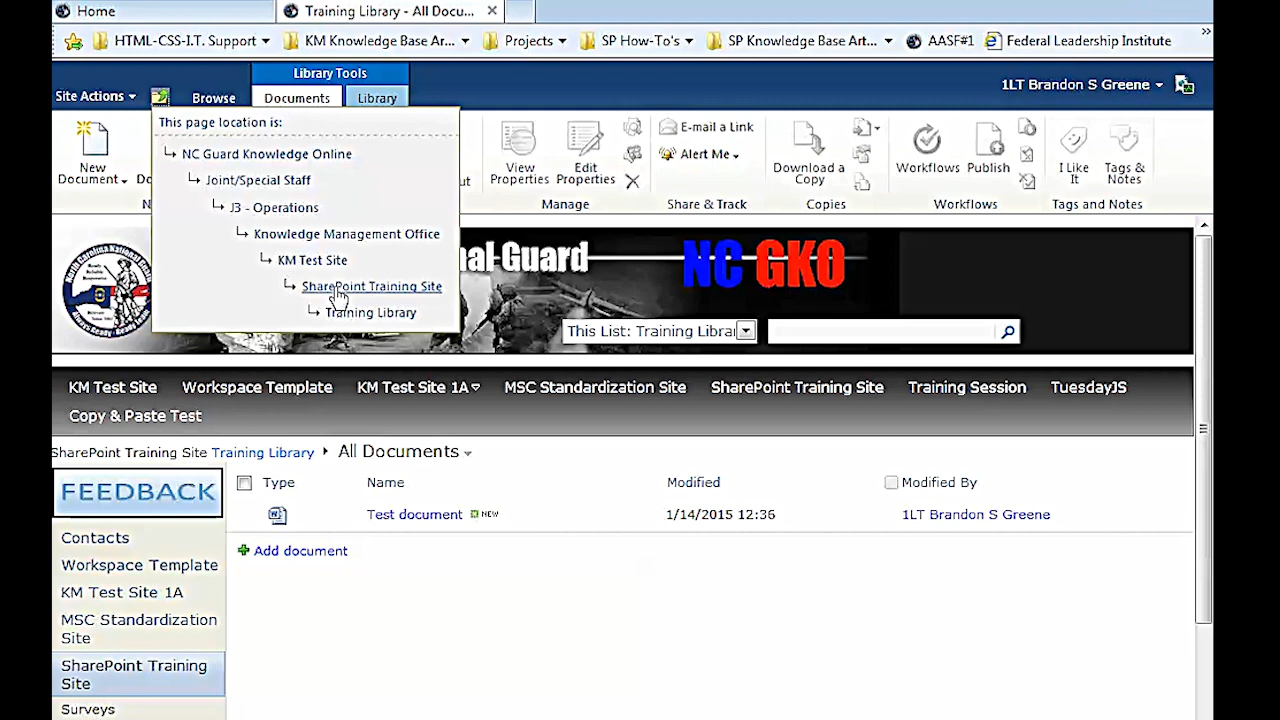 Home
Training Library - All Docu...
HTML-CSS-I.T. Support
KM Knowledge Base Ar...
Projects
SP How-To's
SP Knowledge Base Art...
AASF#1
Federal Leadership Institute
Library Tools
Site Actions
Browse
Documents
Library
1LT Brandon S Greene
This page location is:
NC Guard Knowledge Online
Joint/Special Staff
J3 - Operations
Knowledge Management Office
KM Test Site
SharePoint Training Site
Training Library
New
Document
View
Properties
Edit
Properties
Manage
E-mail a Link
Alert Me
Share & Track
Download a
Copy
Copies
Workflows
Publish
Workflows
I Like
It
Tags &
Notes
Tags and Notes
nal Guard
NC GKO
This List: Training Librar
KM Test Site
Workspace Template
KM Test Site 1A
MSC Standardization Site
SharePoint Training Site
Training Session
TuesdayJS
Copy & Paste Test
SharePoint Training Site Training Library
All Documents
FEEDBACK
Contacts
Workspace Template
KM Test Site 1A
MSC Standardization
Site
SharePoint Training
Site
Surveys
Type
Name
Modified
Modified By
Test document NEW
1/14/2015 12:36
1LT Brandon S Greene
Add document